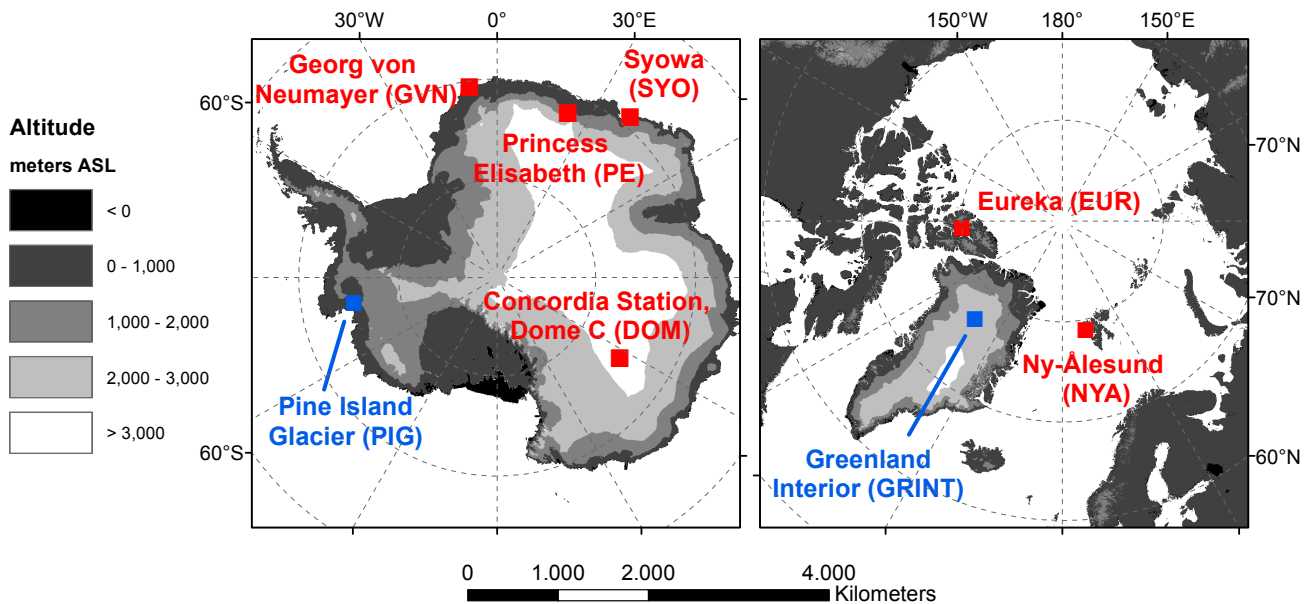 30°W
0°
30°E
150°W
180°
150°E
Georg von
Neumayer (GVN)
Syowa
(SYO)
60°S
Altitude
meters ASL
< 0
0 - 1,000
1,000 - 2,000
2,000 - 3,000
> 3,000
Princess
Elisabeth (PE)
Concordia Station,
Dome C (DOM)
Pine Island
Glacier (PIG)
60°S
70°N
Eureka (EUR)
70°N
Ny-Ålesund
(NYA)
Greenland
Interior (GRINT)
60°N
0
1.000
2.000
4.000
Kilometers